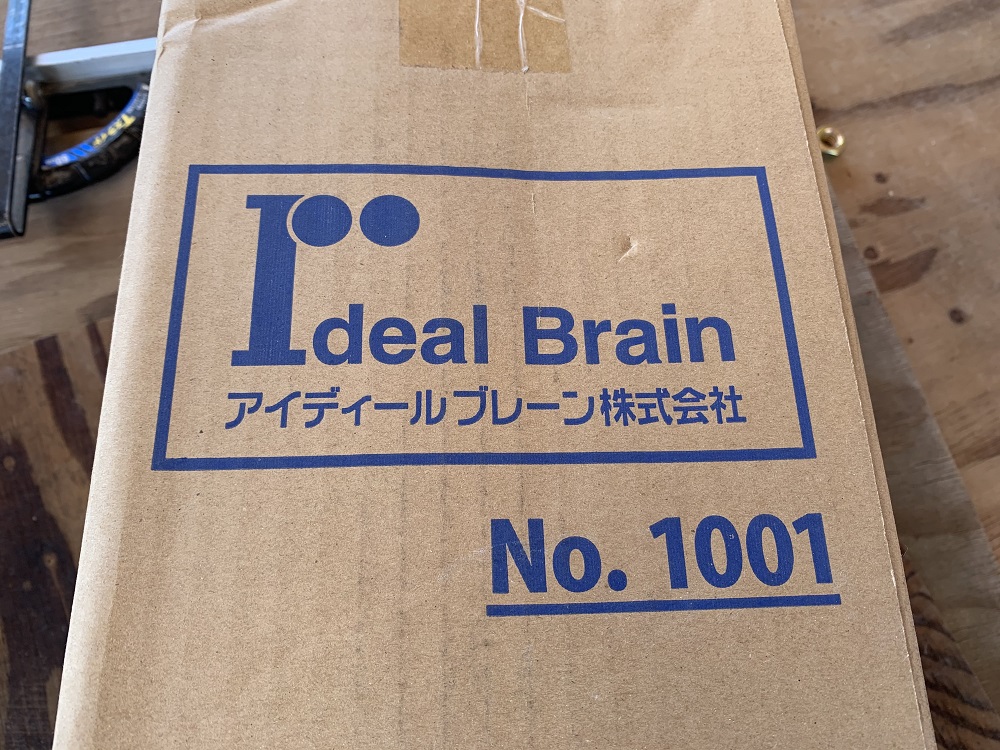 Ideal Brain
アイディールブレーン株式会社
No. 1001